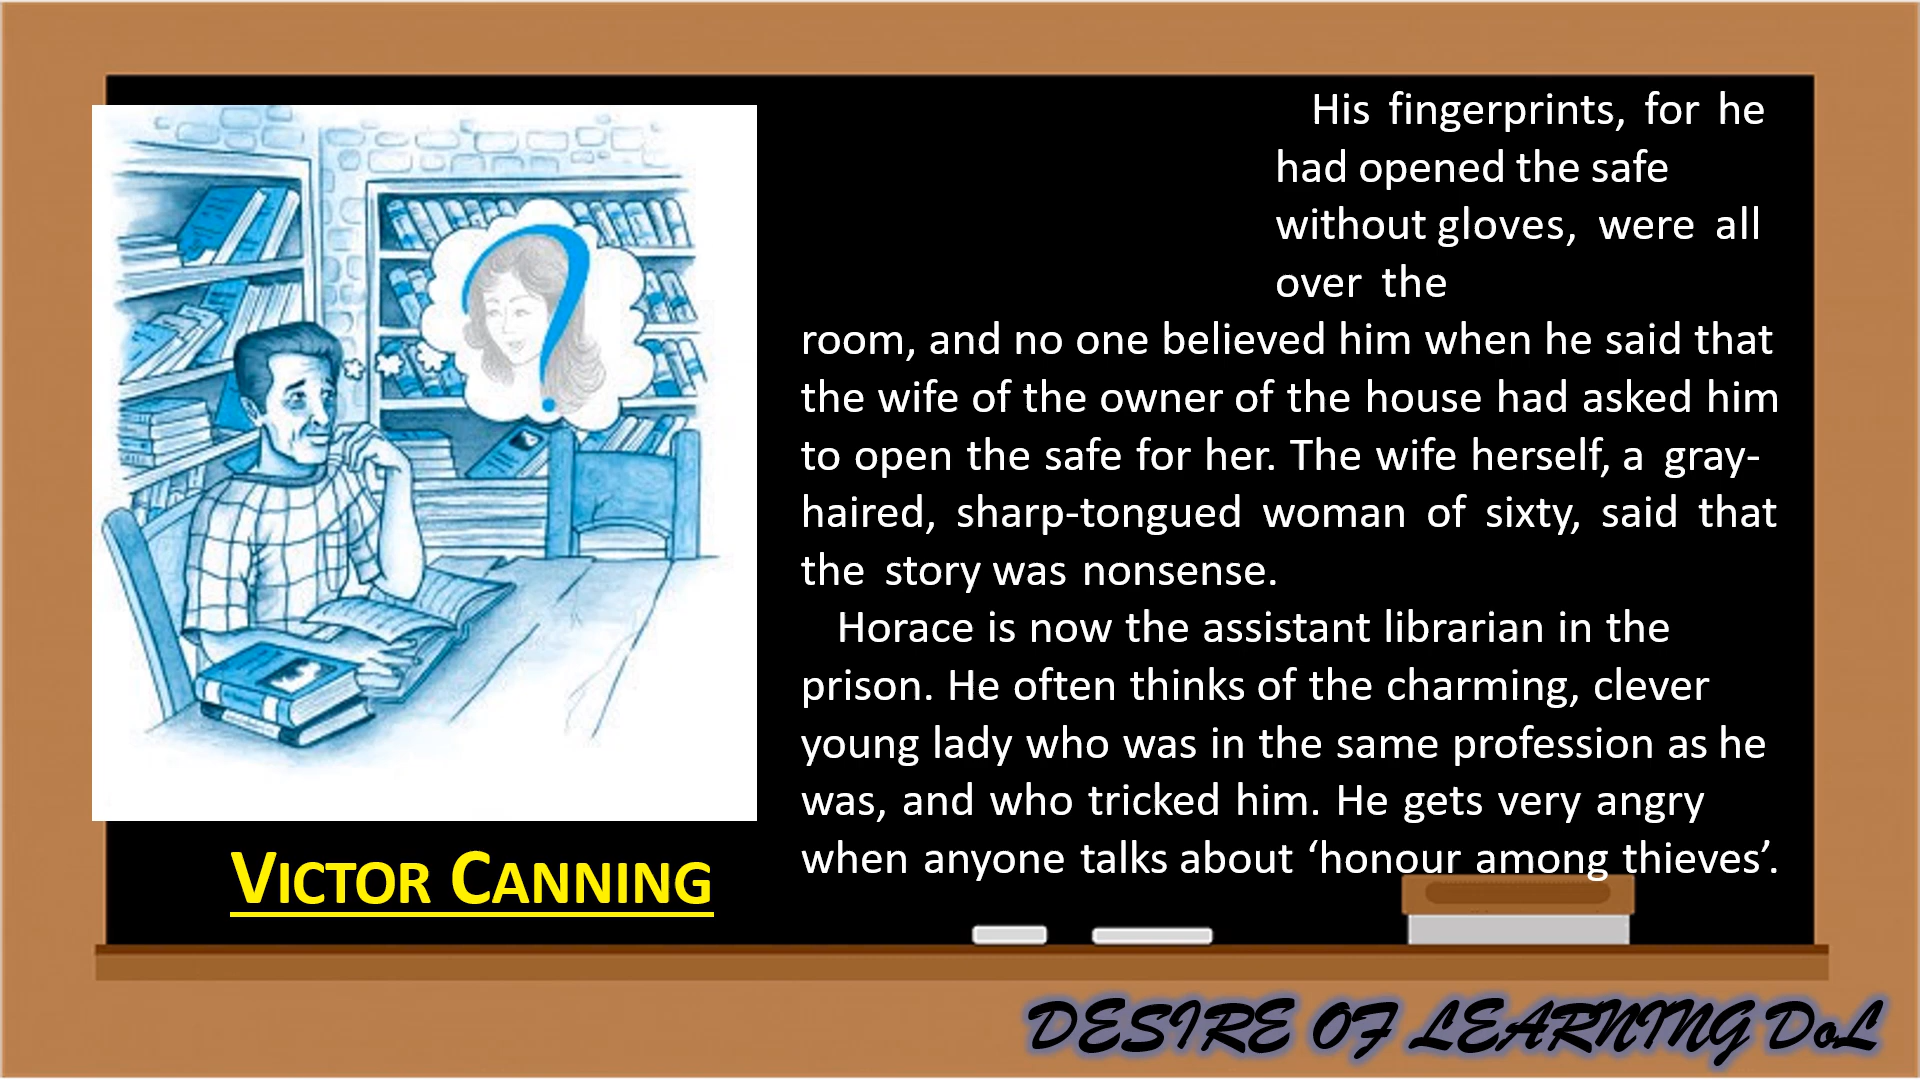 His fingerprints, for he
had opened the safe
without gloves, were all
over the
room, and no one believed him when he said that
the wife of the owner of the house had asked him
to open the safe for her. The wife herself, a gray-
haired, sharp-tongued woman of sixty, said that
the story was nonsense.
Horace is now the assistant librarian in the
prison. He often thinks of the charming, clever
young lady who was in the same profession as he
was, and who tricked him. He gets very angry
when anyone talks about ‘honour among thieves’.
VICTOR CANNING
DESIRE OF LEARNING DoL